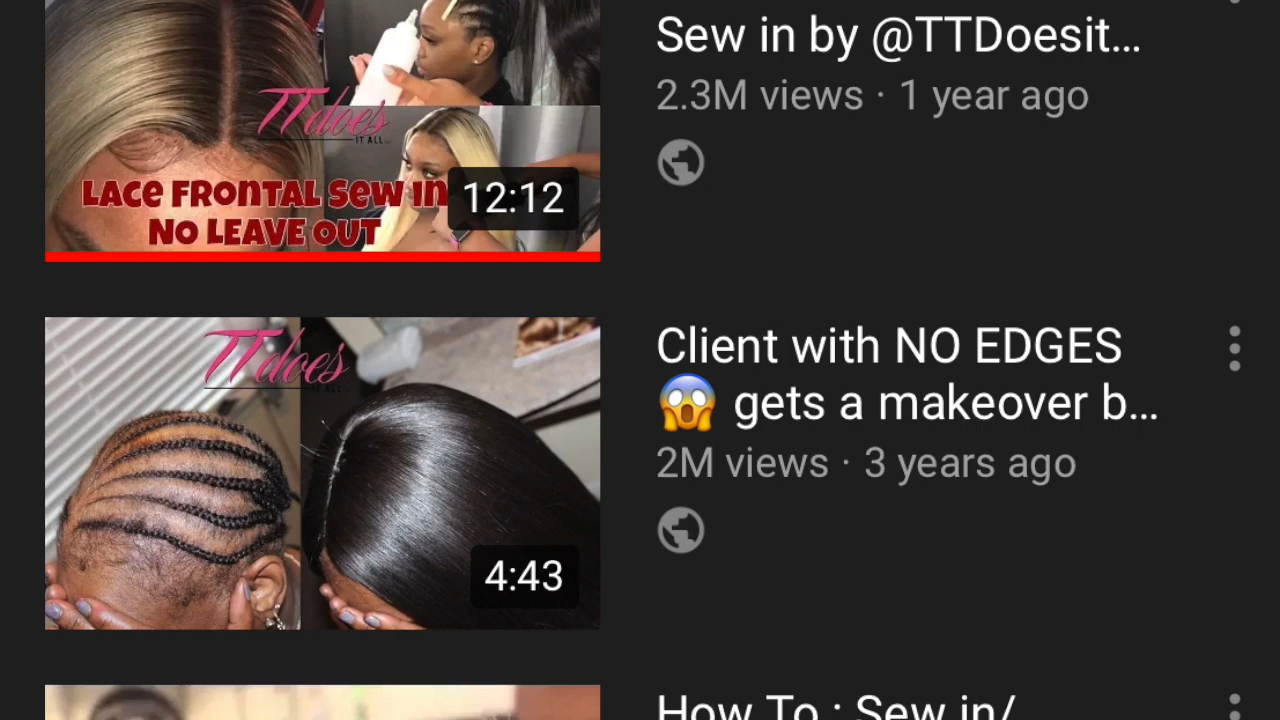 Sew in by @TTDoesit...
2.3M views · 1 year ago
TTdoes
IT ALL...
LACE FRONTAL SEW IN
NO LEAVE OUT
12:12
Client with NO EDGES
😱 gets a makeover b...
2M views · 3 years ago
TTdoes
IT ALL...
4:43
How To : Sew in/